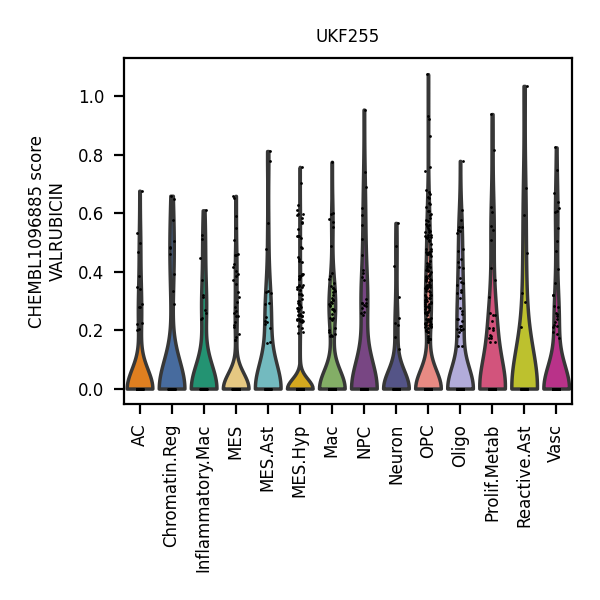 UKF255
CHEMBL1096885 score
VALRUBICIN
1.0
0.8
0.6
0.4
0.2
0.0
AC
Chromatin.Reg
Inflammatory.Mac
MES
MES.Ast
MES.Hyp
Mac
NPC
Neuron
OPC
Oligo
Prolif.Metab
Reactive.Ast
Vasc